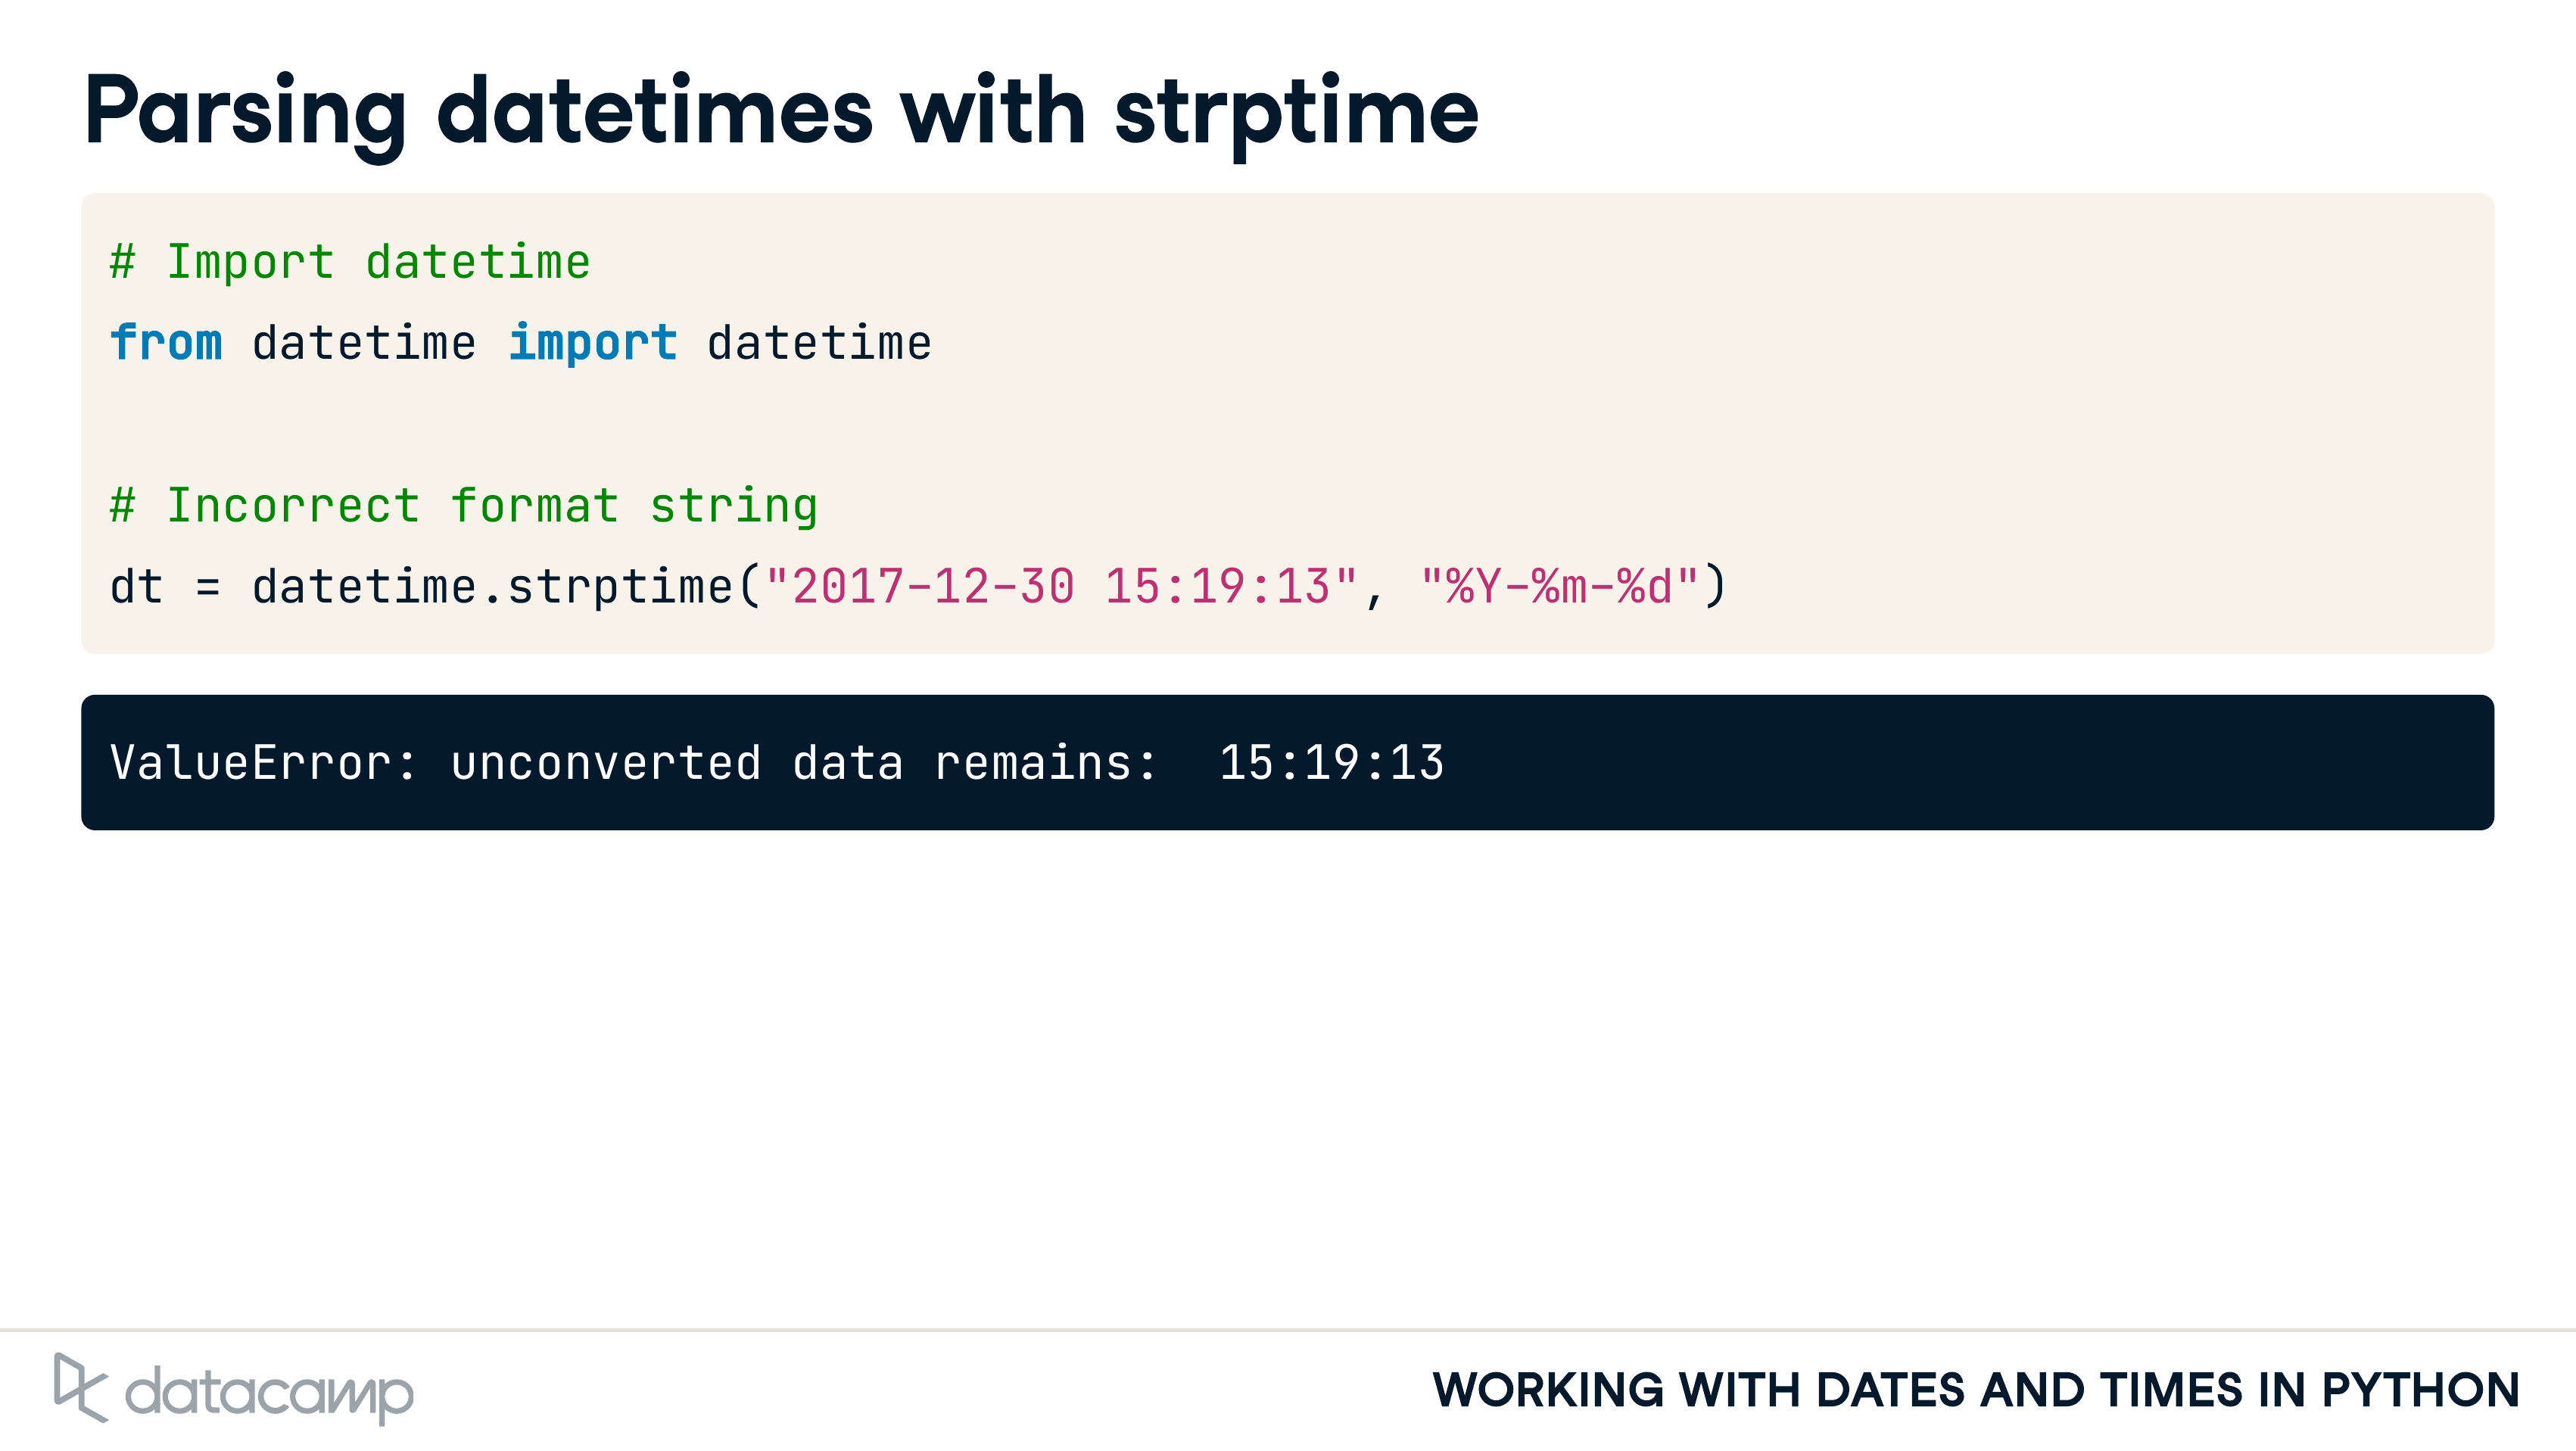 Parsing datetimes with strptime
# Import datetime
from datetime import datetime
# Incorrect format string
dt = datetime.strptime("2017-12-30 15:19:13", "%Y-%m-%d")
ValueError: unconverted data remains:  15:19:13
datacamp
WORKING WITH DATES AND TIMES IN PYTHON